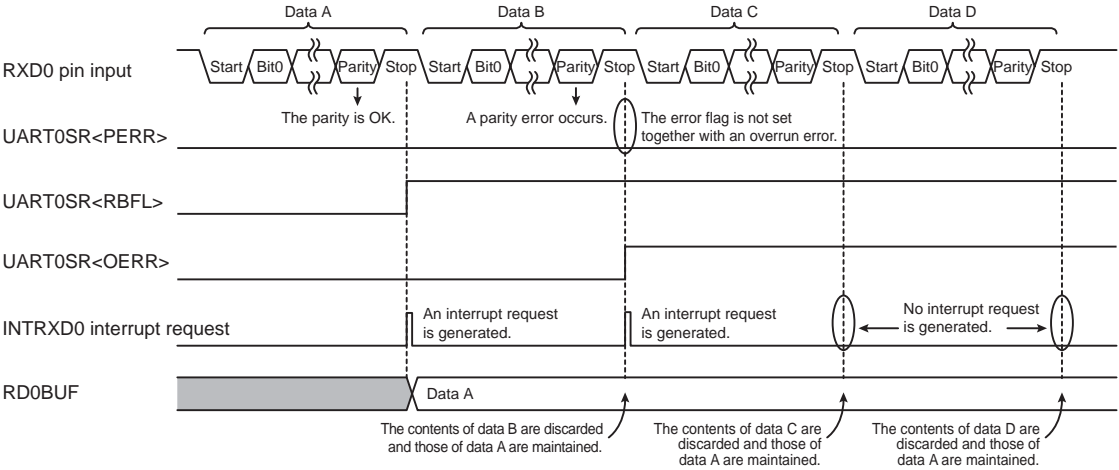 Data A Data B Data C Data D
RXD0 pin input Start Bit0 Parity Stop Start Bit0 Parity Stop Start Bit0 Parity Stop Start Bit0 Parity Stop
The parity is OK. A parity error occurs. The error flag is not set
together with an overrun error.
UART0SR<PERR>
UART0SR<RBFL>
UART0SR<OERR>
INTRXD0 interrupt request
An interrupt request
is generated.
An interrupt request
is generated.
No interrupt request
is generated.
RD0BUF Data A
The contents of data B are discarded
and those of data A are maintained.
The contents of data C are
discarded and those of
data A are maintained.
The contents of data D are
discarded and those of
data A are maintained.